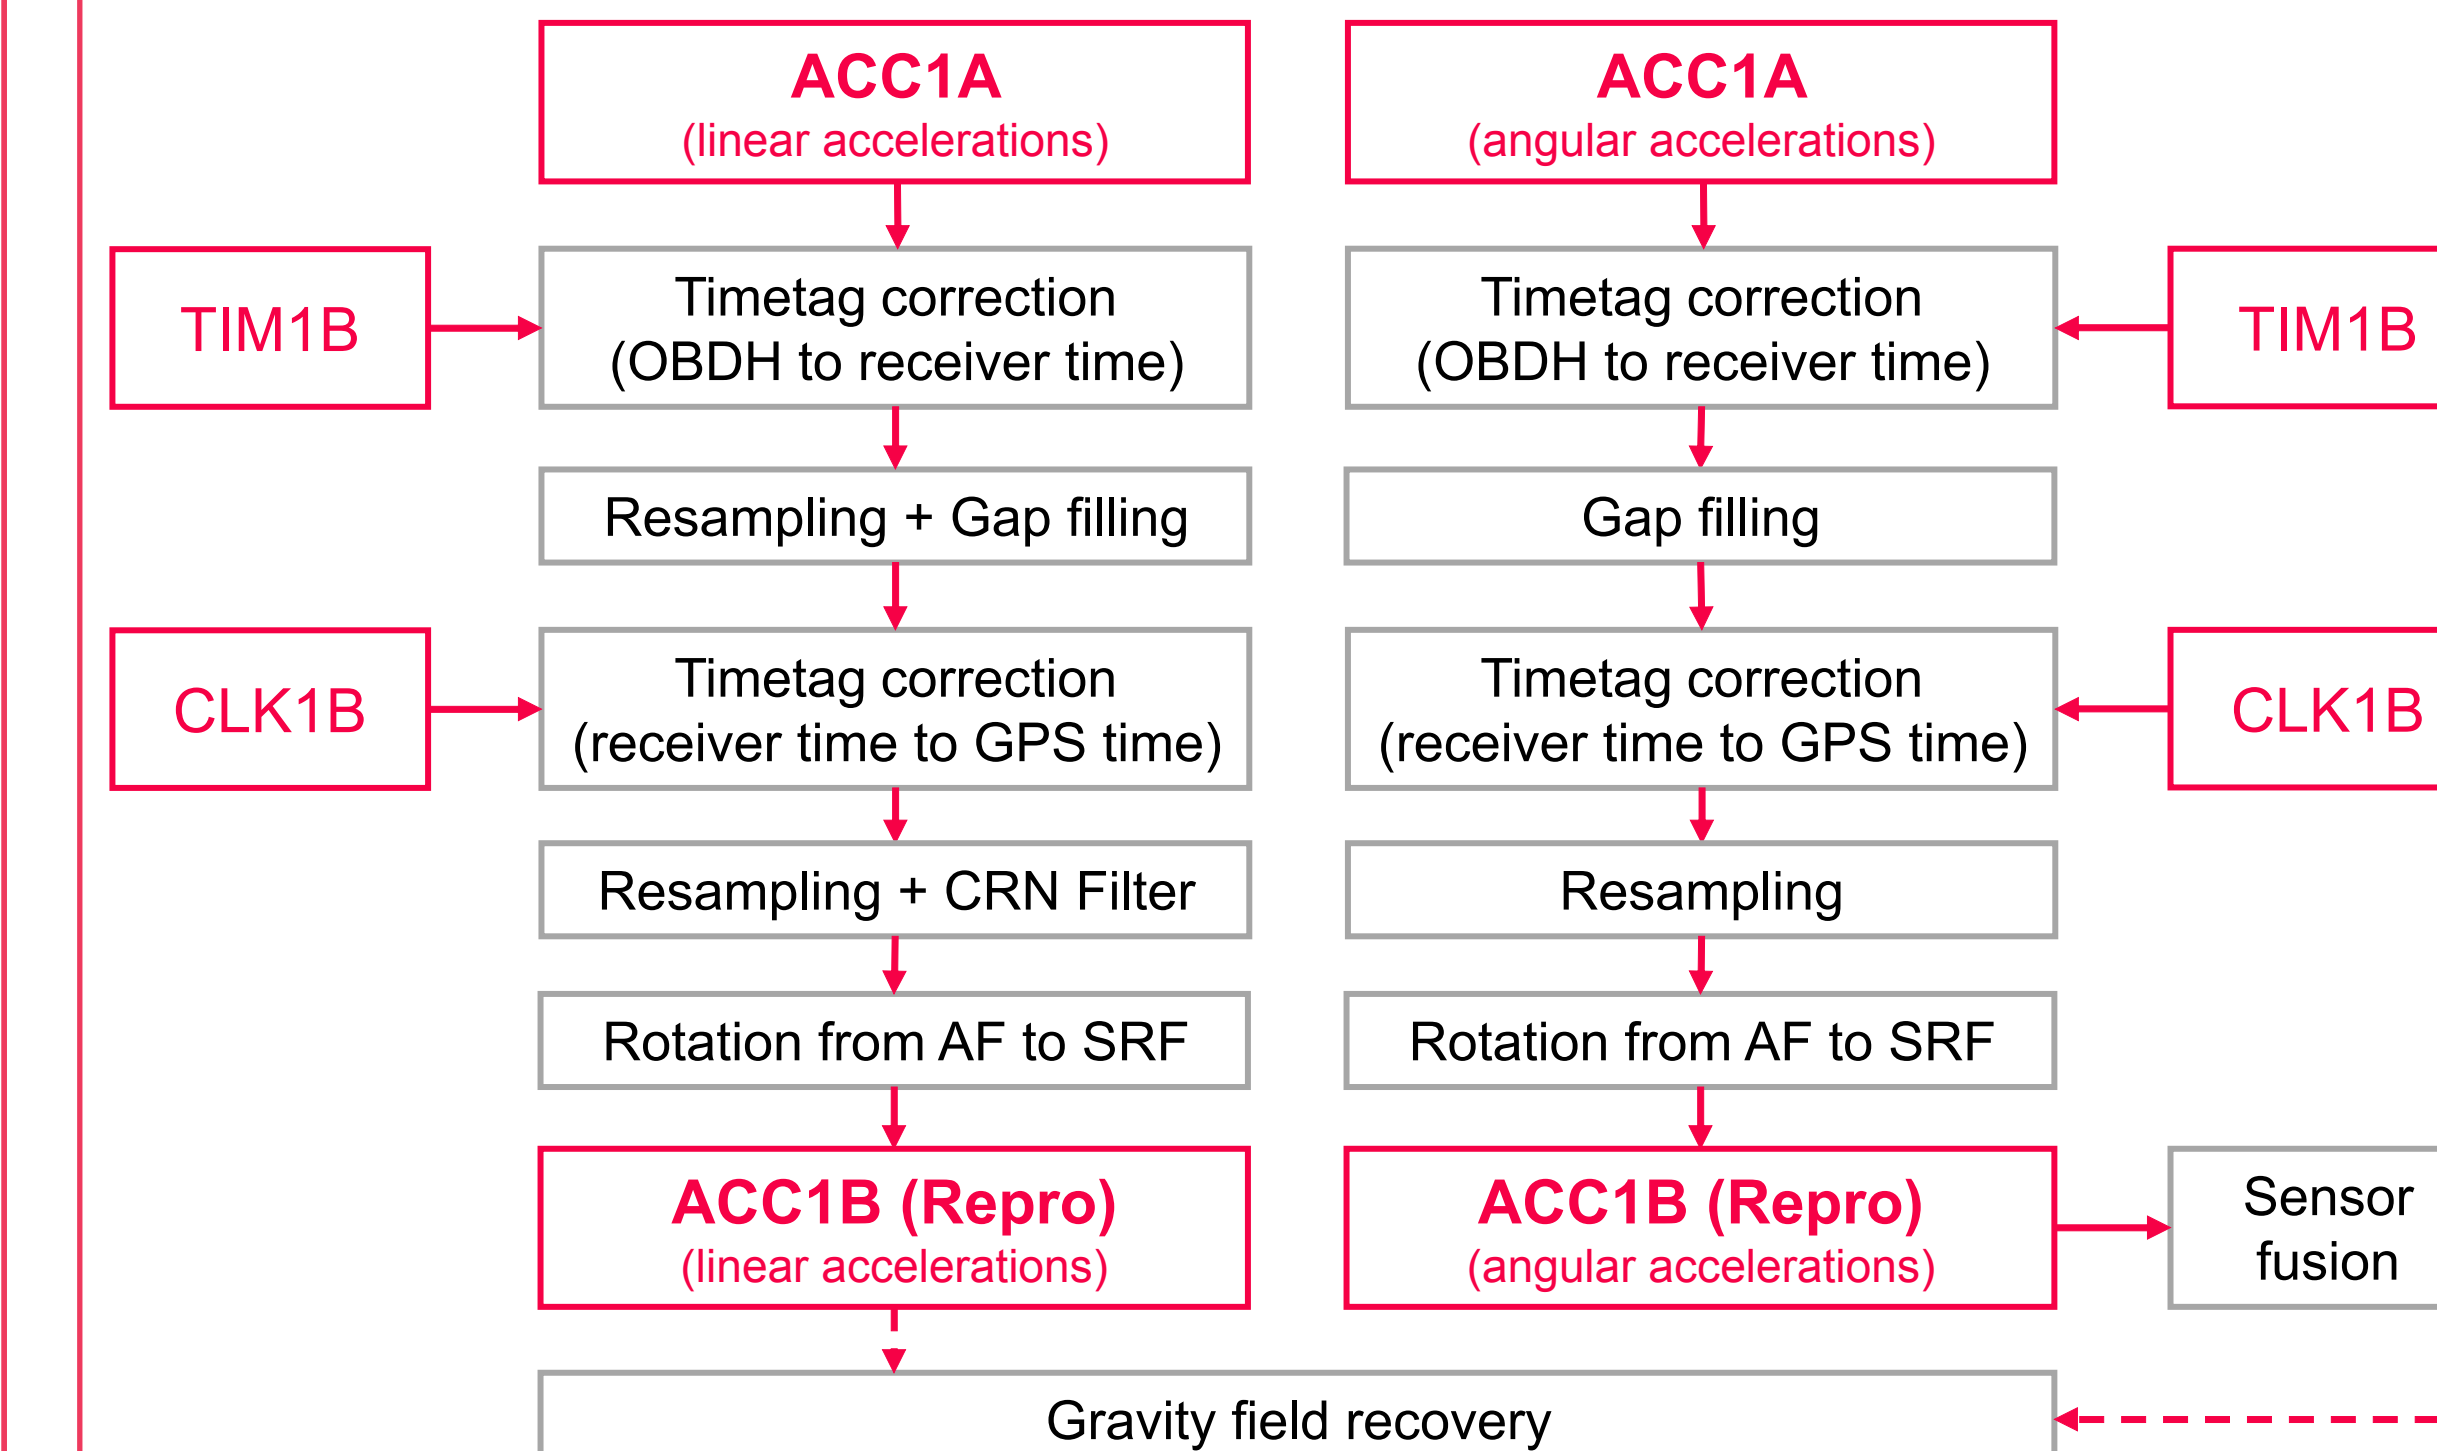 ACC1A
(linear accelerations)
ACC1A
(angular accelerations)
TIM1B
Timetag correction
(OBDH to receiver time)
Timetag correction
(OBDH to receiver time)
TIM1B
Resampling + Gap filling
Gap filling
CLK1B
Timetag correction
(receiver time to GPS time)
Timetag correction
(receiver time to GPS time)
CLK1B
Resampling + CRN Filter
Resampling
Rotation from AF to SRF
Rotation from AF to SRF
ACC1B (Repro)
(linear accelerations)
ACC1B (Repro)
(angular accelerations)
Sensor
fusion
Gravity field recovery